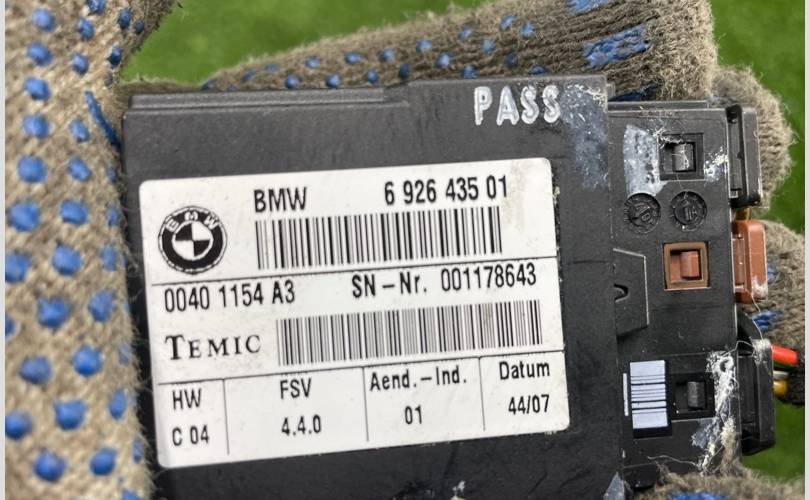 PASS
BMW 6 926 435 01
BMW
0040 1154 A3 SN-Nr. 001178643
TEMIC
HW FSV Aend.-Ind. Datum
C 04 4.4.0 01 44/07